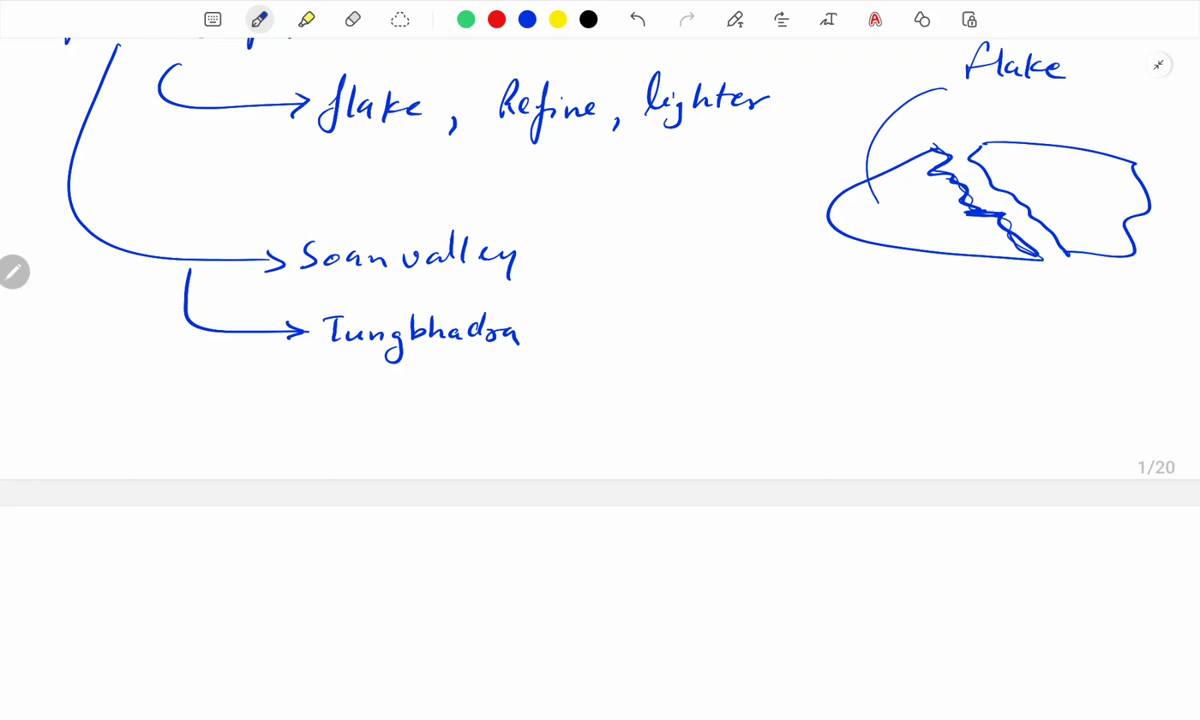 flake
flake, Refine, lighter
Soan valley
Tungbhadra
1/20